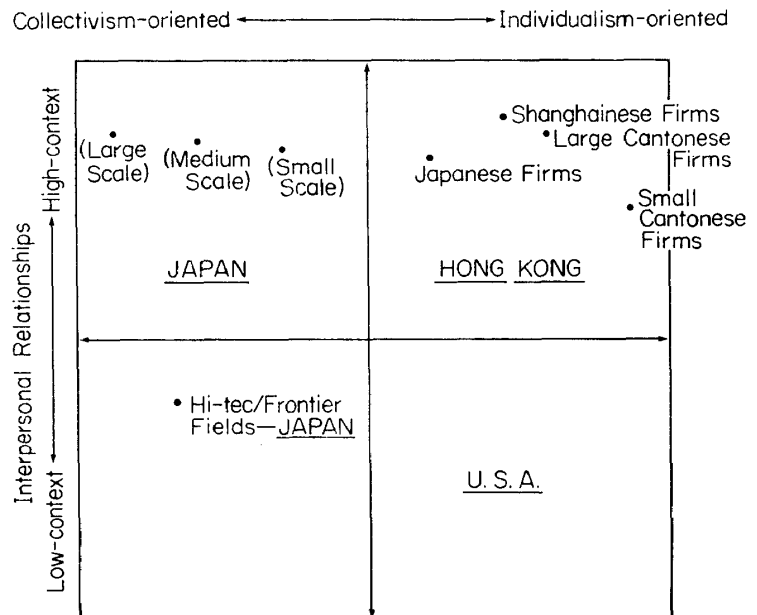 Collectivism-oriented Individualism-oriented
Interpersonal Relationships
High-context
Low-context
(Large
Scale)
(Medium
Scale)
(Small
Scale)
JAPAN
Shanghainese Firms
Large Cantonese
Firms
Japanese Firms
Small
Cantonese
Firms
HONG KONG
Hi-tec/Frontier
Fields—JAPAN
U.S.A.